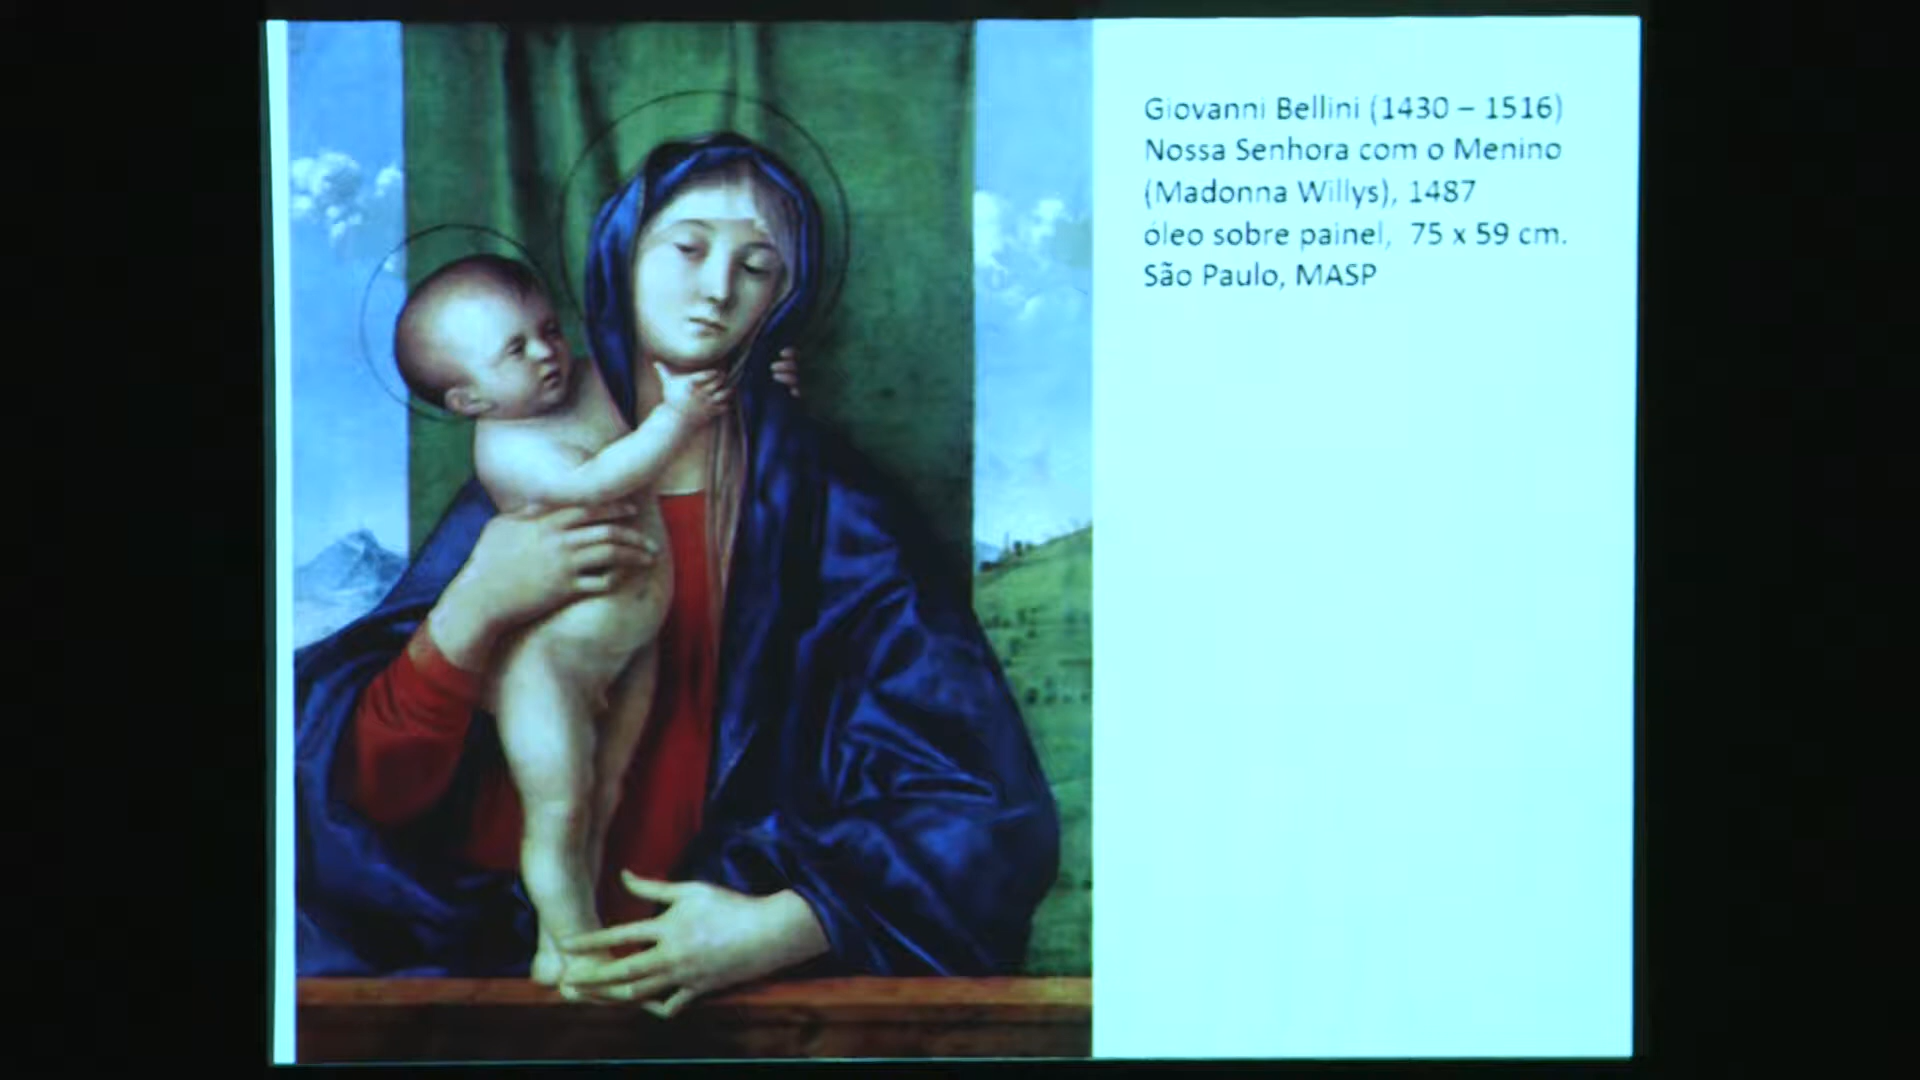 Giovanni Bellini (1430 – 1516)
Nossa Senhora com o Menino
(Madonna Willys), 1487
óleo sobre painel, 75 x 59 cm.
São Paulo, MASP